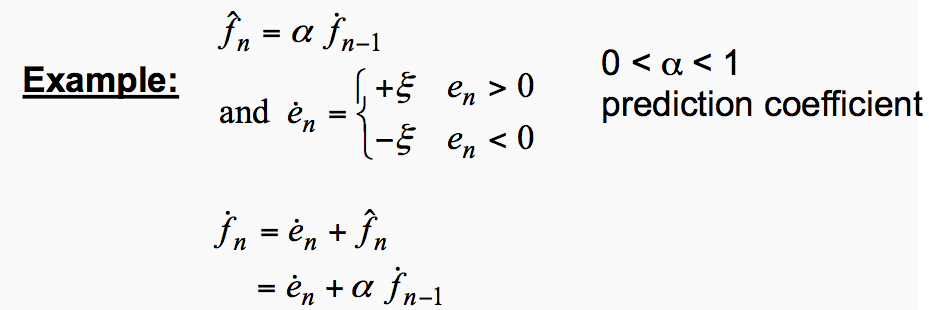 f̂ₙ = α ḟₙ₋₁
Example:
and ėₙ = { +ξ eₙ > 0
−ξ eₙ < 0
0 < α < 1
prediction coefficient
ḟₙ = ėₙ + f̂ₙ
= ėₙ + α ḟₙ₋₁